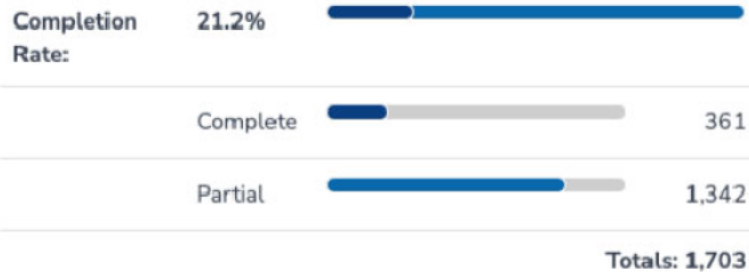 Completion 21.2%
Rate:
Complete 361
Partial 1,342
Totals: 1,703